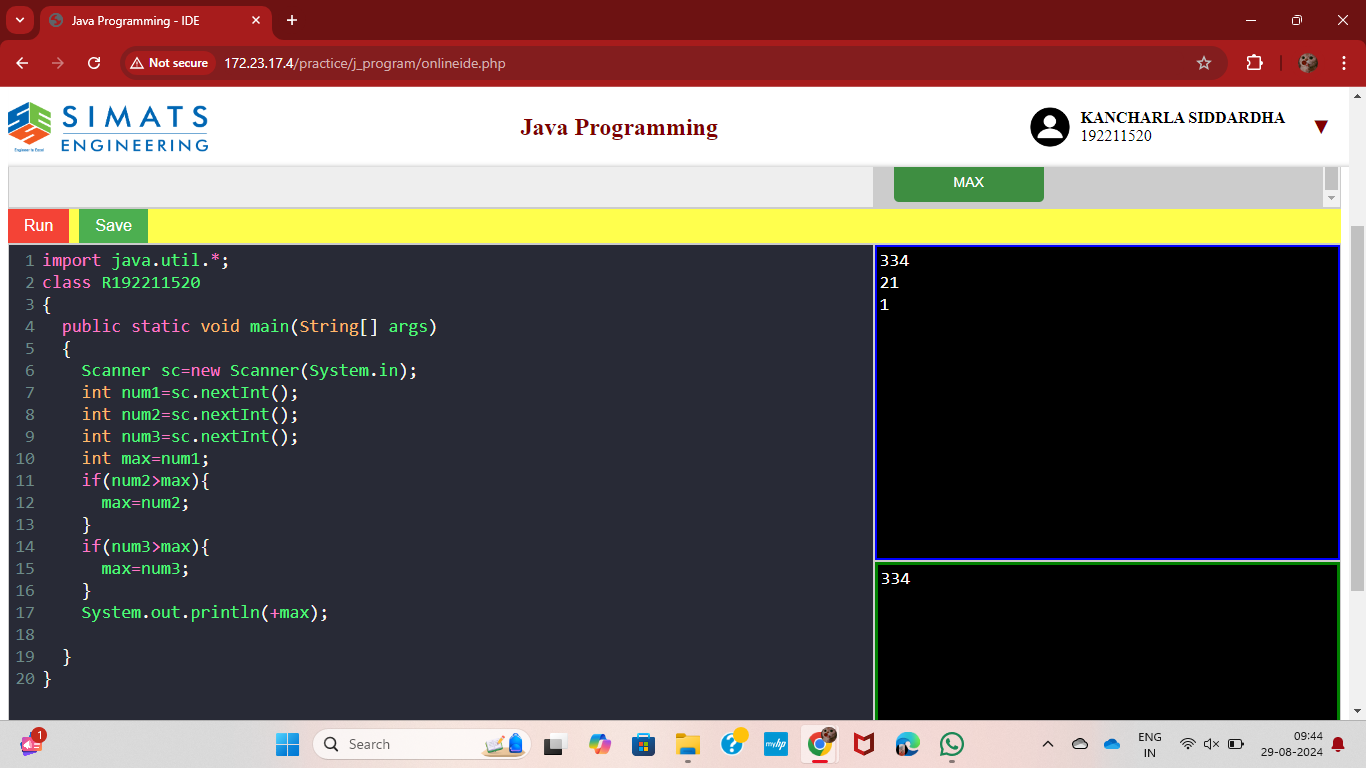 Java Programming - IDE
Not secure
172.23.17.4/practice/j_program/onlineide.php
SIMATS
ENGINEERING
Engineer to Excel
Java Programming
KANCHARLA SIDDARDHA
192211520
MAX
Run
Save
1 import java.util.*;
2 class R192211520
3 {
4   public static void main(String[] args)
5   {
6     Scanner sc=new Scanner(System.in);
7     int num1=sc.nextInt();
8     int num2=sc.nextInt();
9     int num3=sc.nextInt();
10     int max=num1;
11     if(num2>max){
12       max=num2;
13     }
14     if(num3>max){
15       max=num3;
16     }
17     System.out.println(+max);
18
19   }
20 }
334
21
1
334
1
Search
myhp
ENG
IN
09:44
29-08-2024